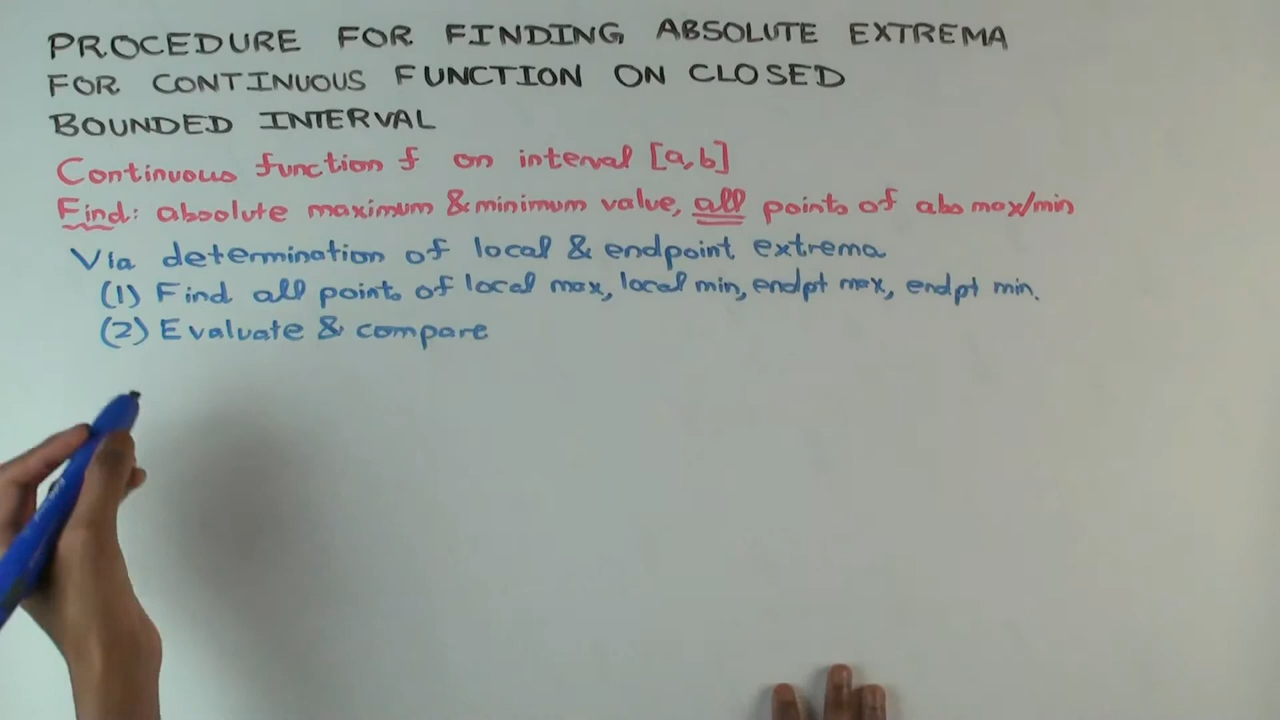 PROCEDURE FOR FINDING ABSOLUTE EXTREMA
FOR CONTINUOUS FUNCTION ON CLOSED
BOUNDED INTERVAL
Continuous function f on interval [a,b]
Find: absolute maximum & minimum value, all points of abs max/min
Via determination of local & endpoint extrema
(1) Find all points of local max, local min, endpt max, endpt min.
(2) Evaluate & compare